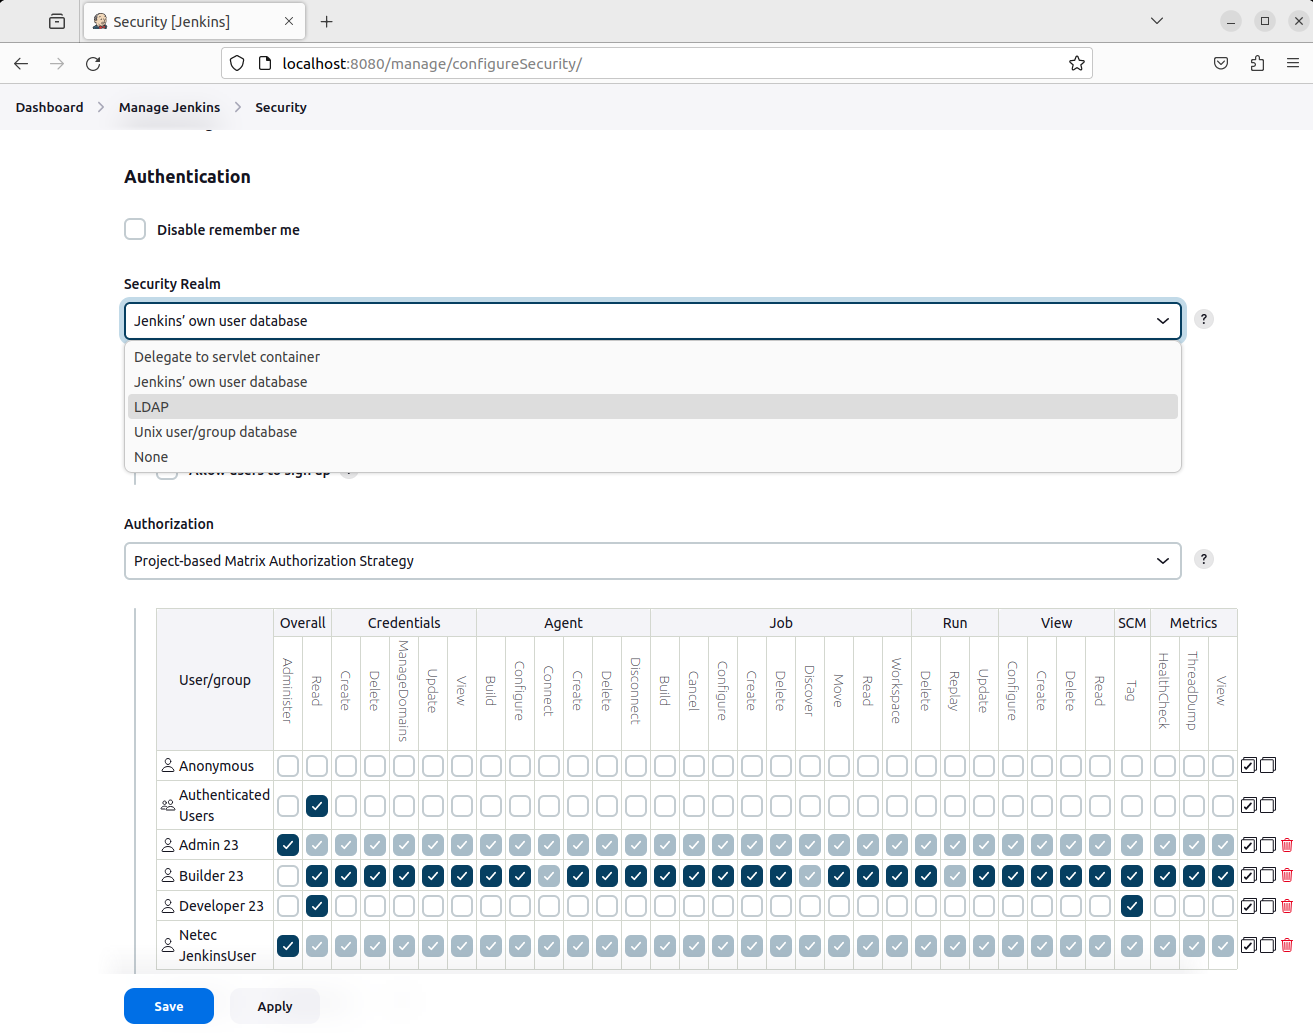 Security [Jenkins]
localhost:8080/manage/configureSecurity/
Dashboard Manage Jenkins Security
Authentication
Disable remember me
Security Realm
Jenkins' own user database
?
Delegate to servlet container
Jenkins' own user database
LDAP
Unix user/group database
None
Allow users to sign up
Authorization
Project-based Matrix Authorization Strategy
?
User/group
Overall Credentials Agent Job Run View SCM Metrics
Administer Read Create Delete ManageDomains Update View Build Configure Connect Create Delete Disconnect Build Cancel Configure Create Delete Discover Move Read Workspace Delete Replay Update Configure Create Delete Read Tag HealthCheck ThreadDump View
Anonymous
Authenticated
Users
Admin 23
Builder 23
Developer 23
Netec
JenkinsUser
Save Apply